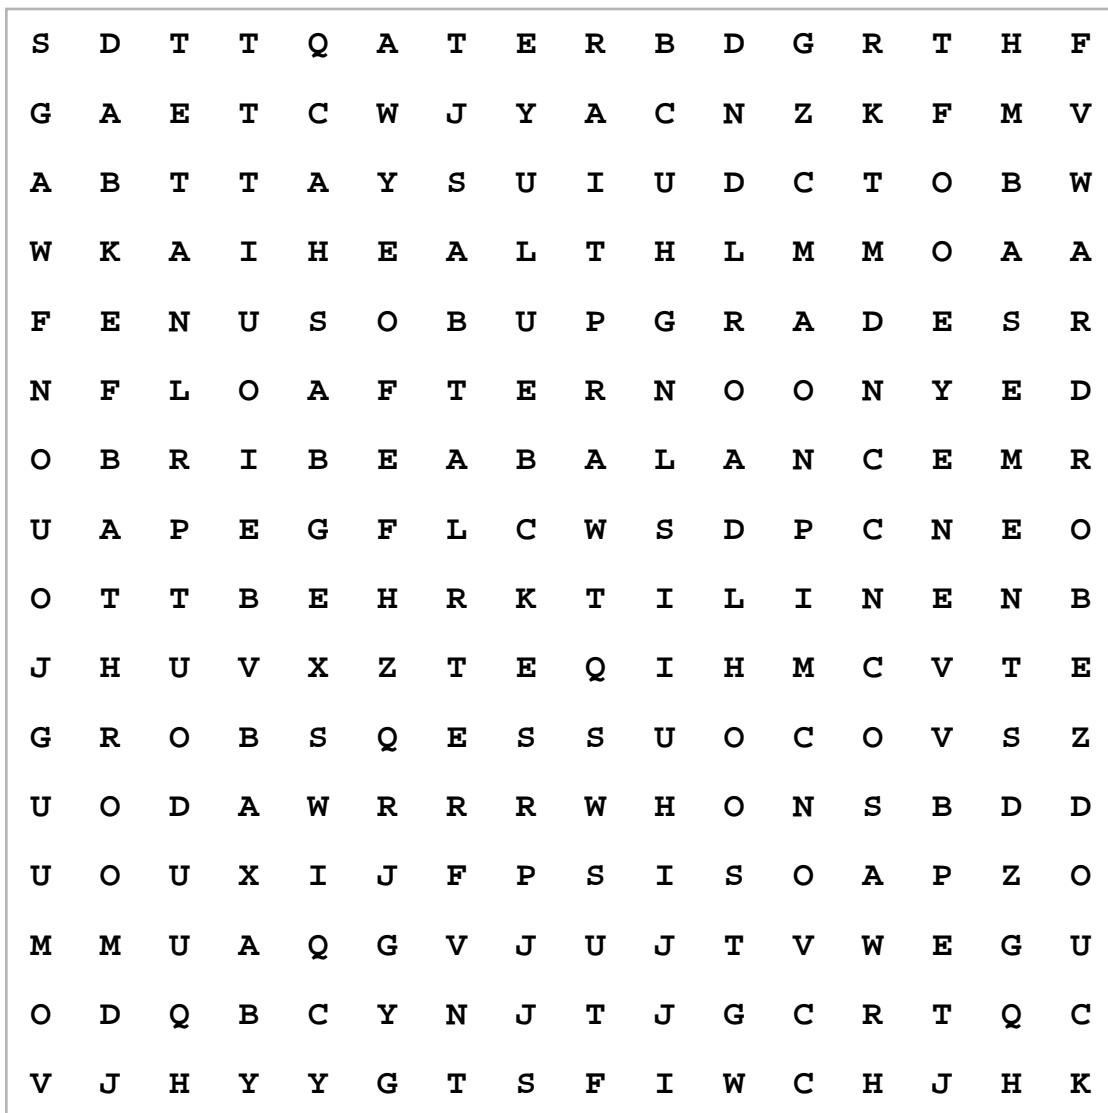 S D T T Q A T E R B D G R T H F
G A E T C W J Y A C N Z K F M V
A B T T A Y S U I U D C T O B W
W K A I H E A L T H L M M O A A
F E N U S O B U P G R A D E S R
N F L O A F T E R N O O N Y E D
O B R I B E A B A L A N C E M R
U A P E G F L C W S D P C N E O
O T T B E H R K T I L I N E N B
J H U V X Z T E Q I H M C V T E
G R O B S Q E S S U O C O V S Z
U O D A W R R R W H O N S B D D
U O U X I J F P S I S O A P Z O
M M U A Q G V J U J T V W E G U
O D Q B C Y N J T J G C R T Q C
V J H Y Y G T S F I W C H J H K